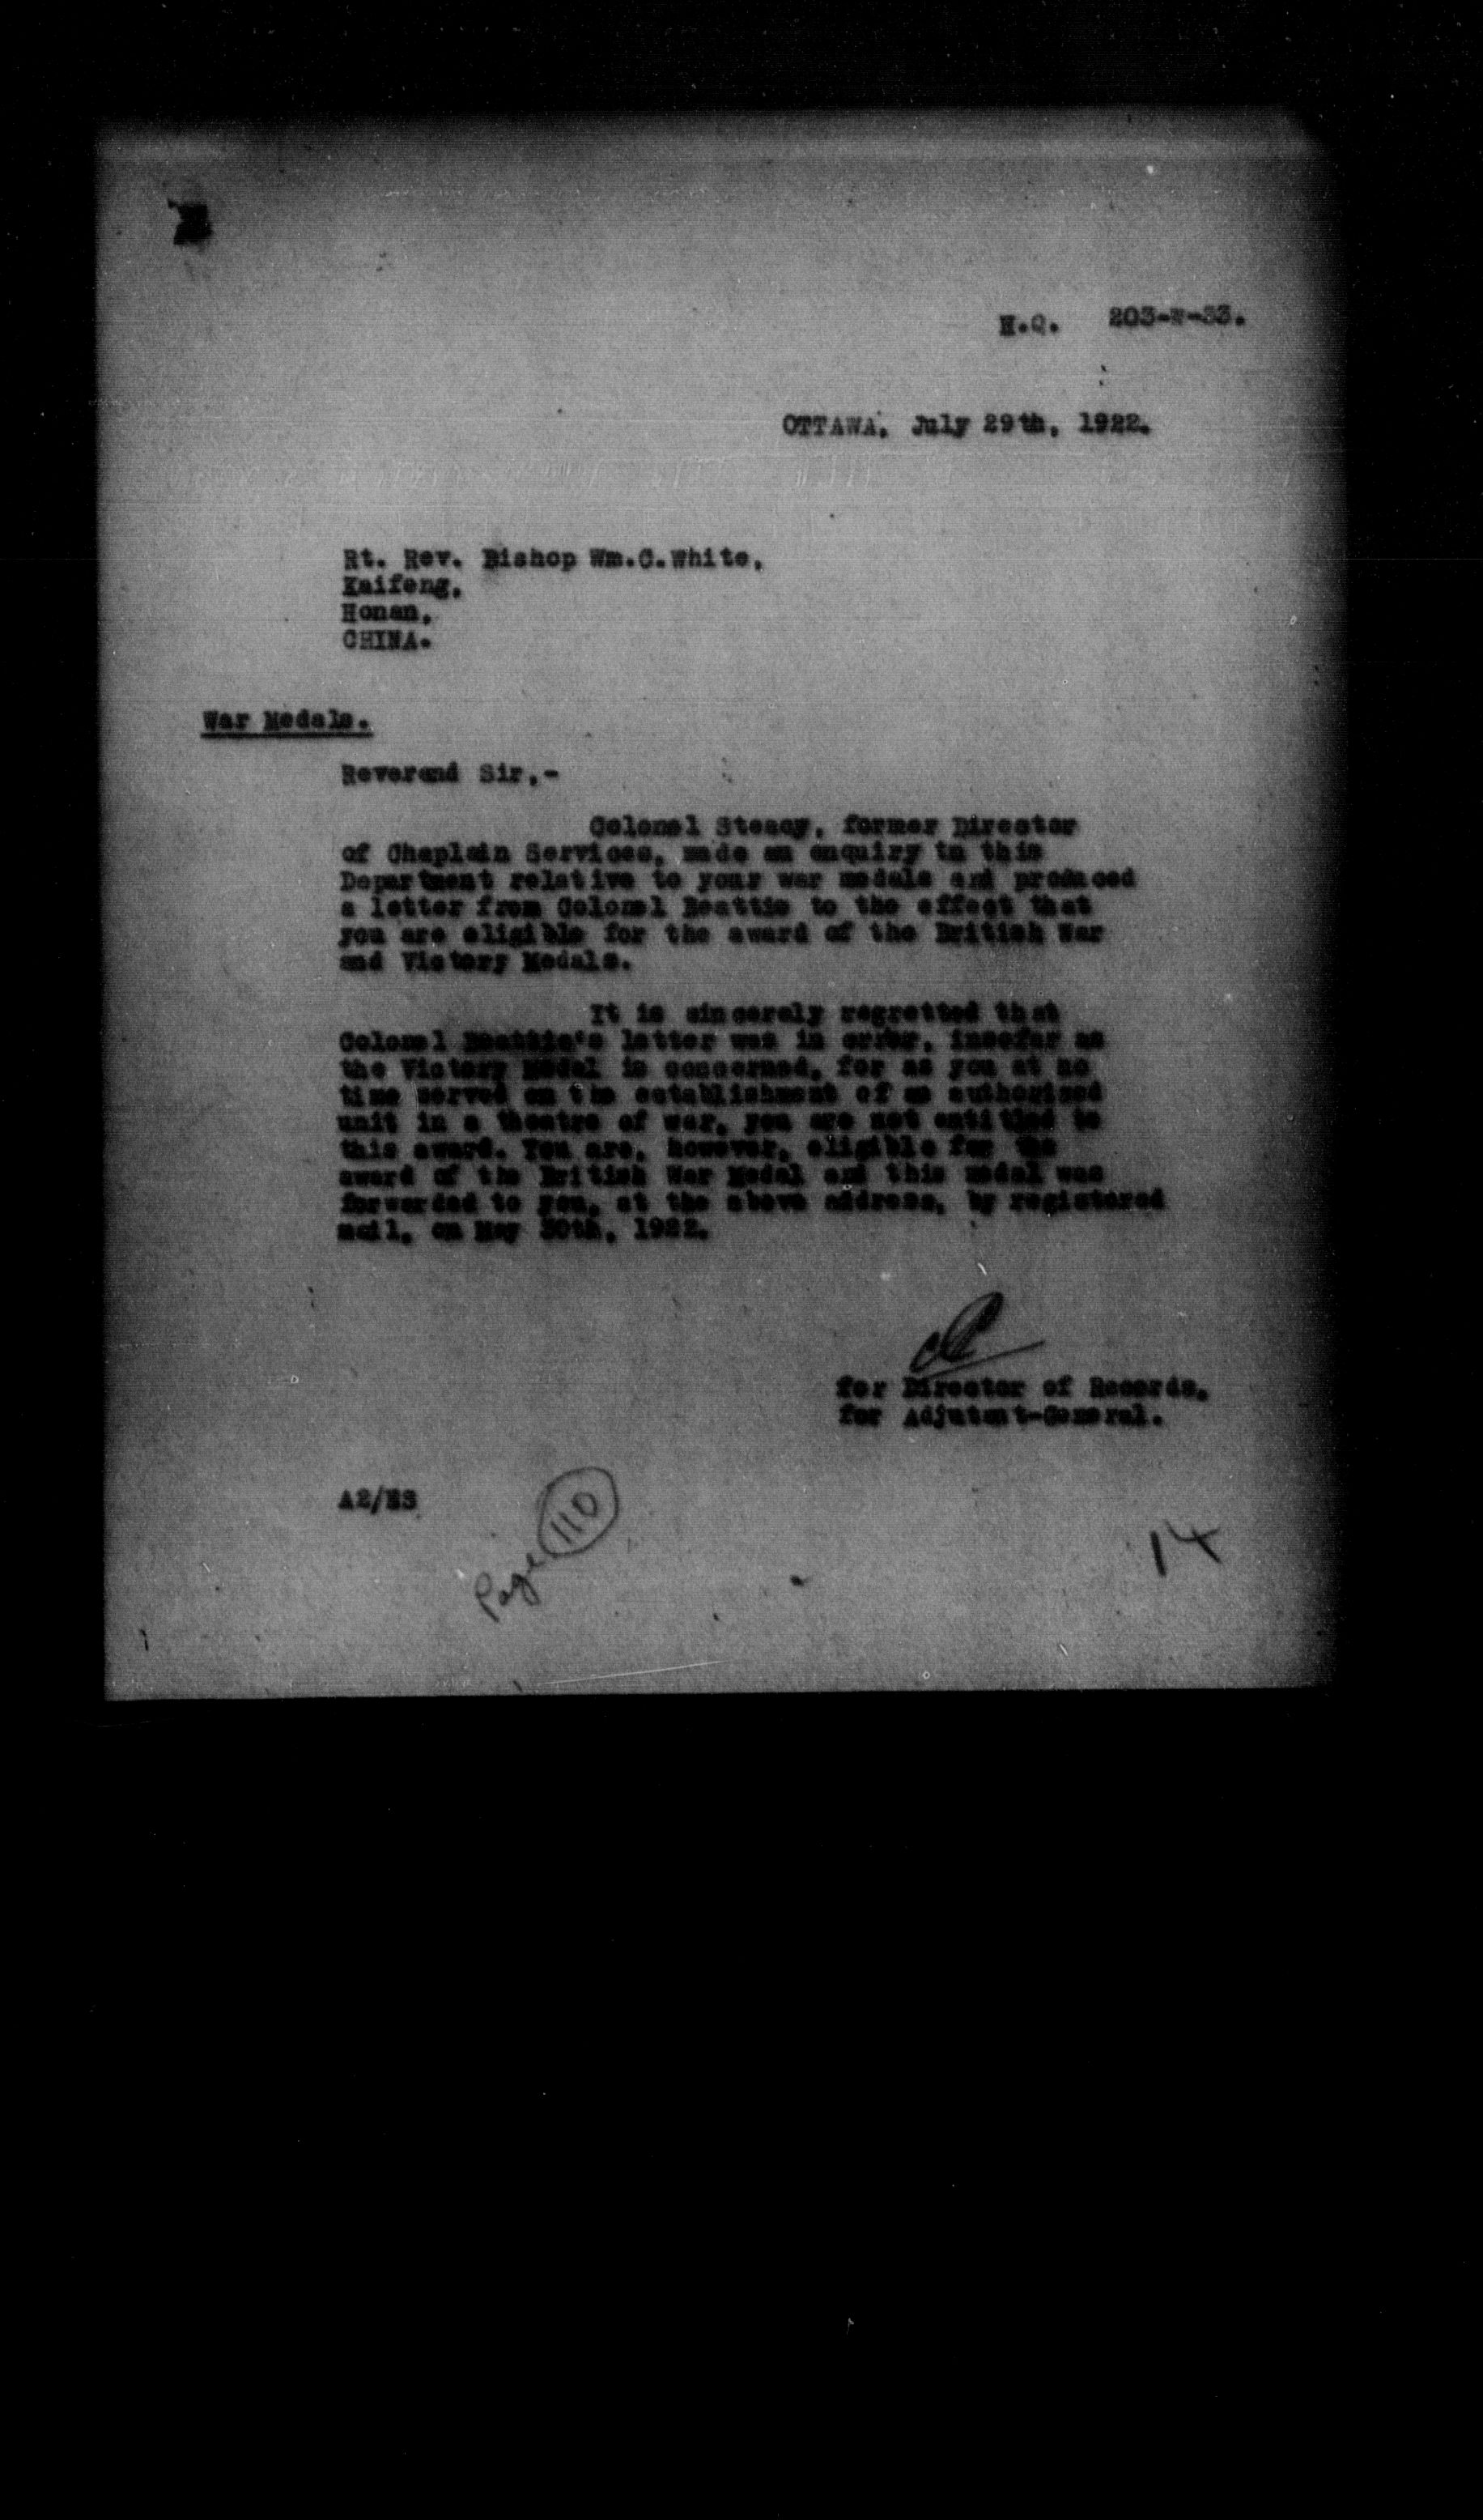 H.Q. 203-W-33.
OTTAWA, July 29th, 1922.
Rt. Rev. Bishop Wm.C.White,
Kaifeng,
Honan,
CHINA.
War Medals.
Reverend Sir,-
Colonel Steacy, former Director
of Chaplain Services, made an enquiry to this
Department relative to your war medals and produced
a letter from Colonel Beattie to the effect that
you are eligible for the award of the British War
and Victory Medals.
It is sincerely regretted that
Colonel Beattie's letter was in error, insofar as
the Victory Medal is concerned, for as you at no
time served on the establishment of an authorized
unit in a theatre of war, you are not entitled to
this award. You are, however, eligible for the
award of the British War Medal and this medal was
forwarded to you, at the above address, by registered
mail, on May 30th, 1922.
for Director of Records,
for Adjutant-General.
A2/
Page 110
14